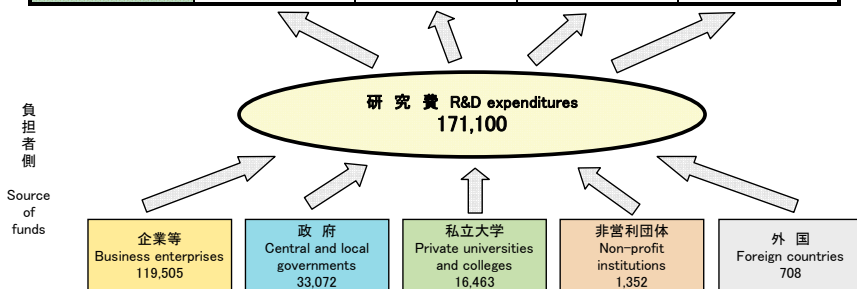 研 究 費 R&D expenditures
171,100
負
担
者
側
Source
of
funds
企業等
Business enterprises
119,505
政 府
Central and local
governments
33,072
私立大学
Private universities
and colleges
16,463
非営利団体
Non-profit
institutions
1,352
外 国
Foreign countries
708